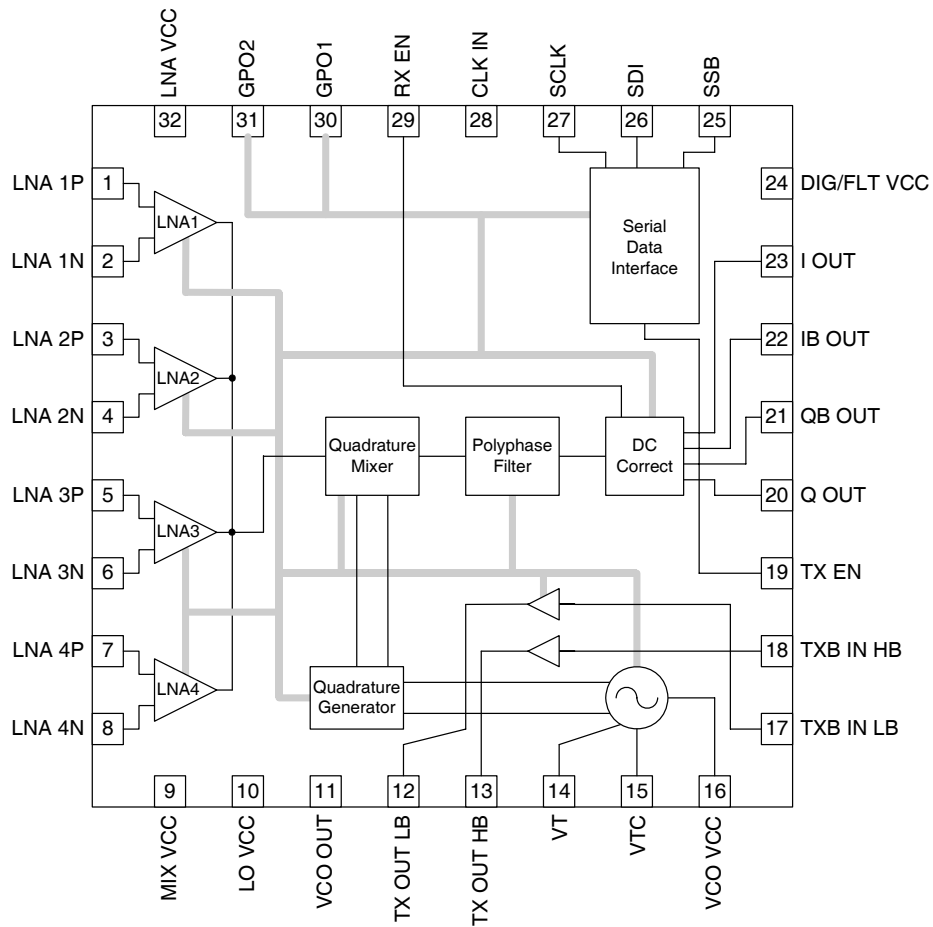 LNA VCC
GPO2
GPO1
RX EN
CLK IN
SCLK
SDI
SSB
32
31
30
29
28
27
26
25
LNA 1P 1
LNA 1N 2
LNA 2P 3
LNA 2N 4
LNA 3P 5
LNA 3N 6
LNA 4P 7
LNA 4N 8
LNA1
LNA2
LNA3
LNA4
Serial
Data
Interface
Quadrature
Mixer
Polyphase
Filter
DC
Correct
Quadrature
Generator
24 DIG/FLT VCC
23 I OUT
22 IB OUT
21 QB OUT
20 Q OUT
19 TX EN
18 TXB IN HB
17 TXB IN LB
9
10
11
12
13
14
15
16
MIX VCC
LO VCC
VCO OUT
TX OUT LB
TX OUT HB
VT
VTC
VCO VCC